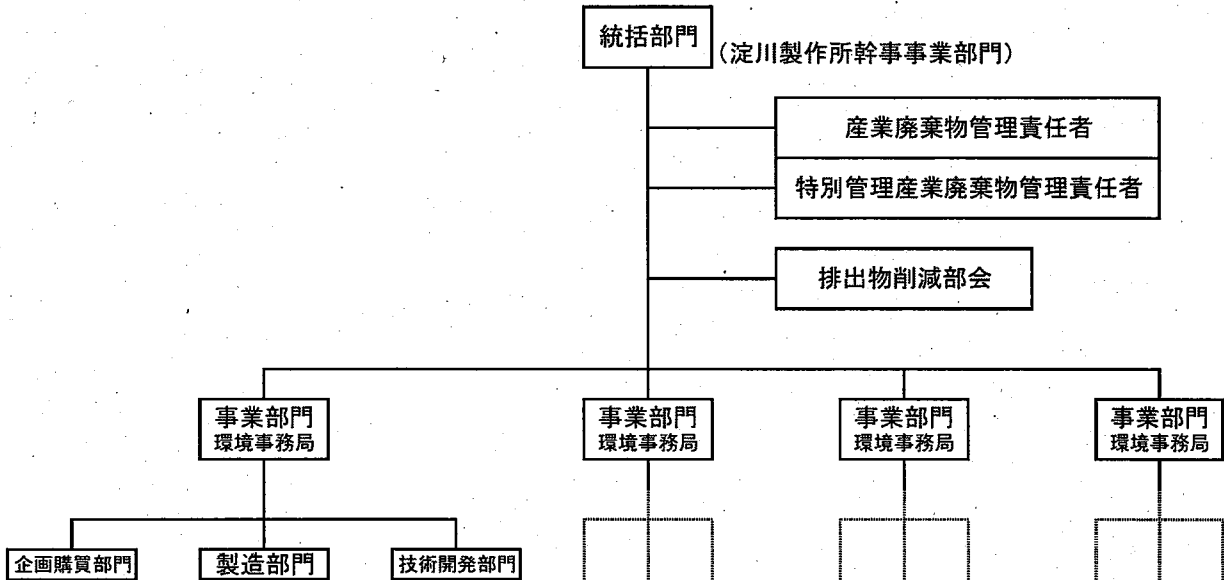 統括部門
(淀川製作所幹事事業部門)
産業廃棄物管理責任者
特別管理産業廃棄物管理責任者
排出物削減部会
事業部門
環境事務局
事業部門
環境事務局
事業部門
環境事務局
事業部門
環境事務局
企画購買部門
製造部門
技術開発部門